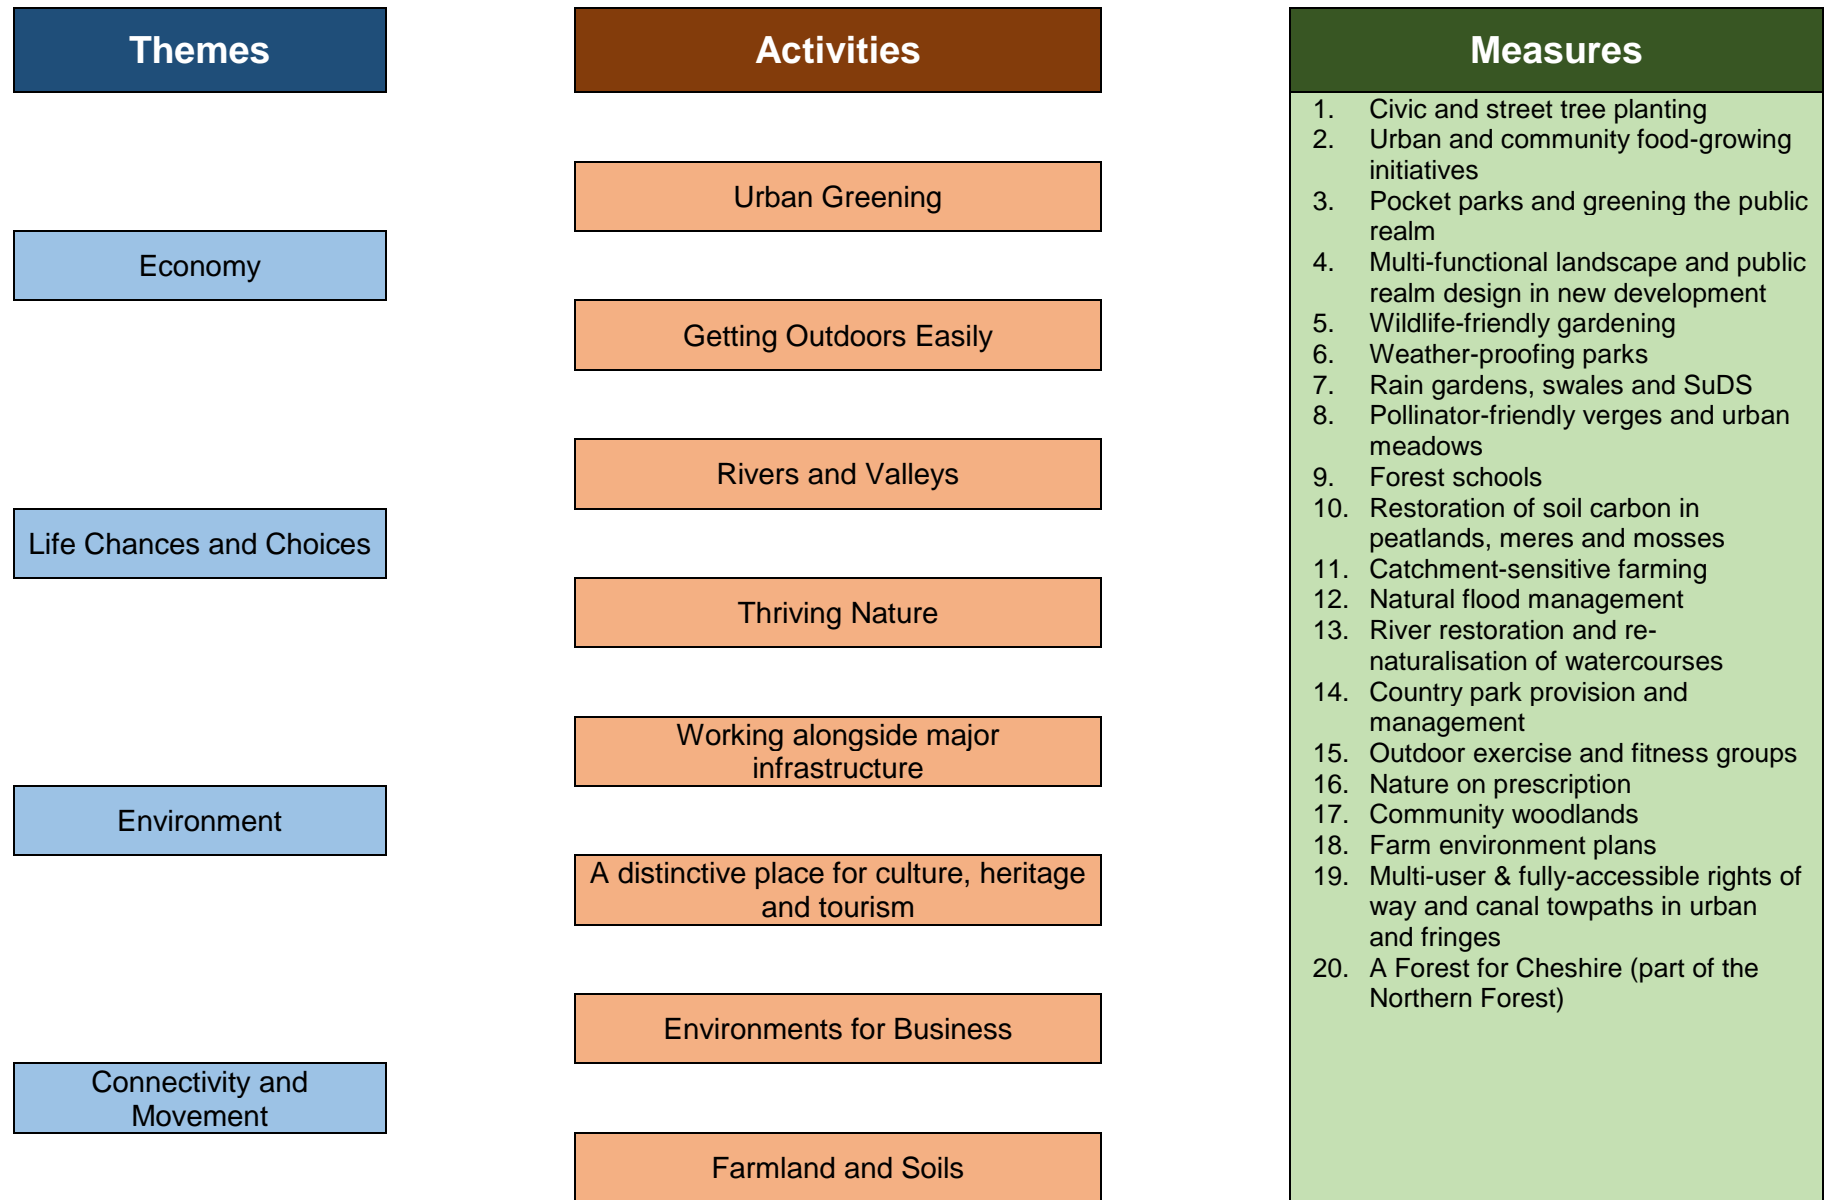 Themes
Economy
Life Chances and Choices
Environment
Connectivity and
Movement
Activities
Urban Greening
Getting Outdoors Easily
Rivers and Valleys
Thriving Nature
Working alongside major
infrastructure
A distinctive place for culture, heritage
and tourism
Environments for Business
Farmland and Soils
Measures
1. Civic and street tree planting
2. Urban and community food-growing
initiatives
3. Pocket parks and greening the public
realm
4. Multi-functional landscape and public
realm design in new development
5. Wildlife-friendly gardening
6. Weather-proofing parks
7. Rain gardens, swales and SuDS
8. Pollinator-friendly verges and urban
meadows
9. Forest schools
10. Restoration of soil carbon in
peatlands, meres and mosses
11. Catchment-sensitive farming
12. Natural flood management
13. River restoration and re-
naturalisation of watercourses
14. Country park provision and
management
15. Outdoor exercise and fitness groups
16. Nature on prescription
17. Community woodlands
18. Farm environment plans
19. Multi-user & fully-accessible rights of
way and canal towpaths in urban
and fringes
20. A Forest for Cheshire (part of the
Northern Forest)